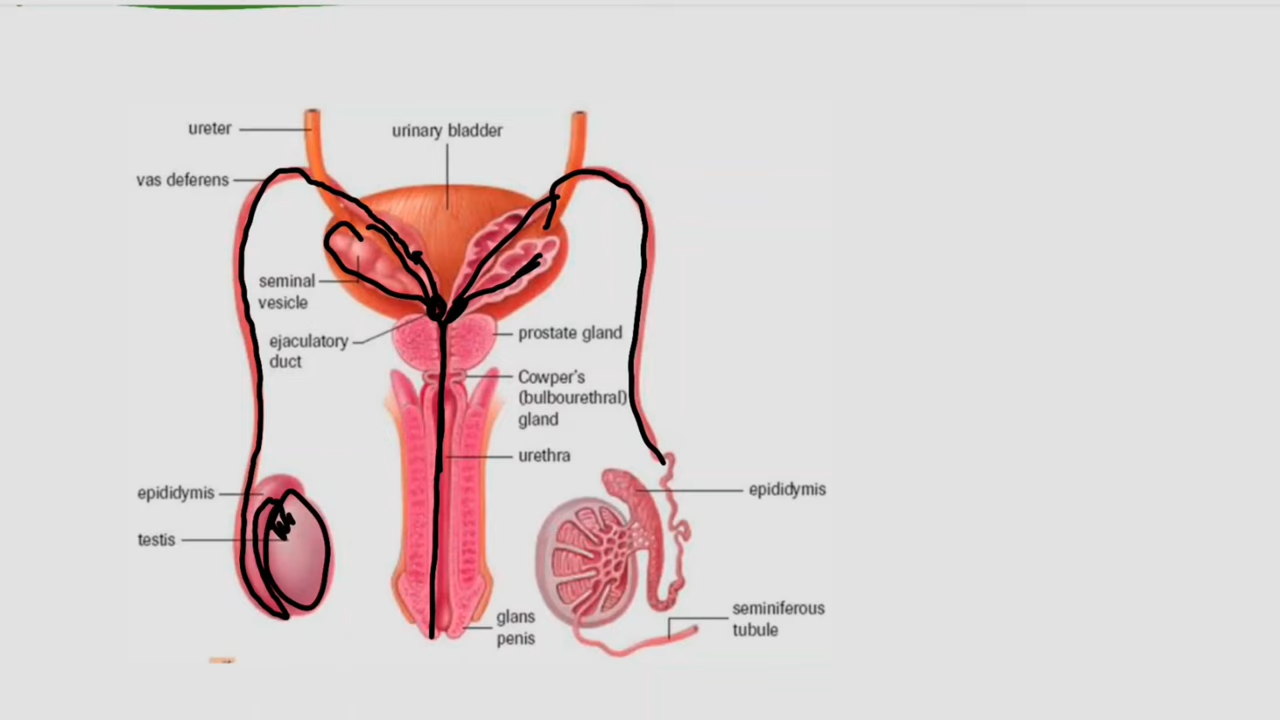 ureter
urinary bladder
vas deferens
seminal
vesicle
ejaculatory
duct
prostate gland
Cowper's
(bulbourethral)
gland
urethra
epididymis
epididymis
testis
seminiferous
tubule
glans
penis